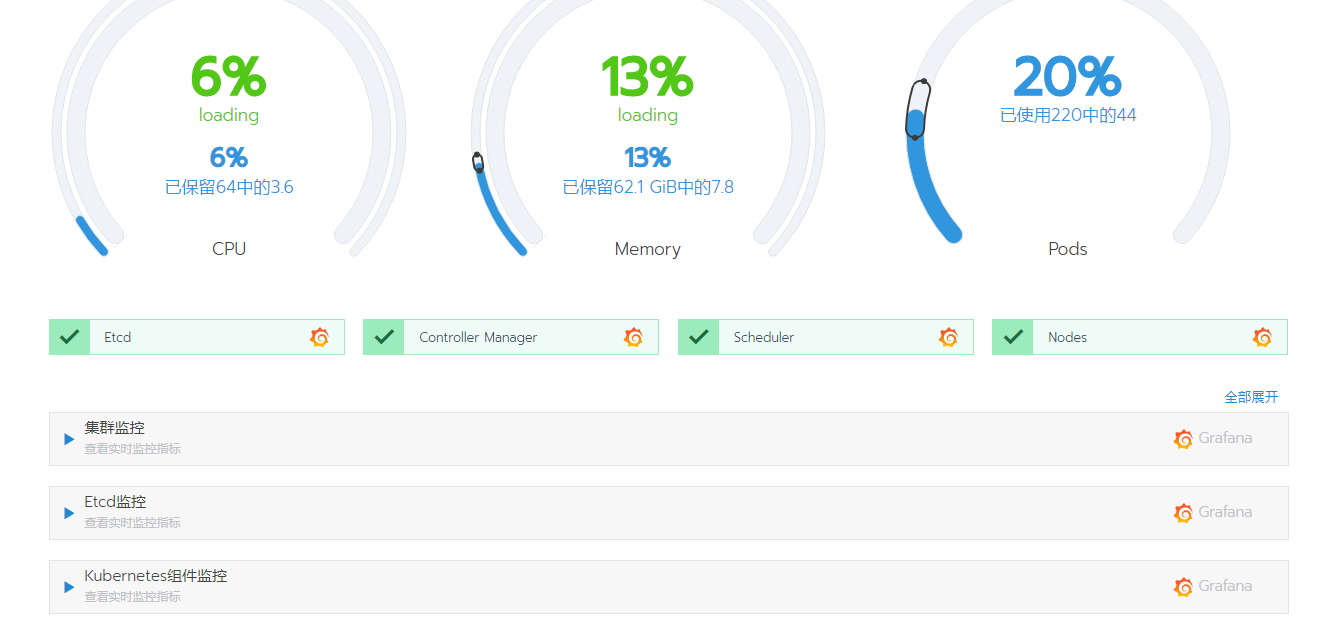 6%
loading
6%
已保留64中的3.6
CPU
13%
loading
13%
已保留62.1 GiB中的7.8
Memory
20%
已使用220中的44
Pods
Etcd
Controller Manager
Scheduler
Nodes
全部展开
集群监控
查看实时监控指标
Grafana
Etcd监控
查看实时监控指标
Grafana
Kubernetes组件监控
查看实时监控指标
Grafana